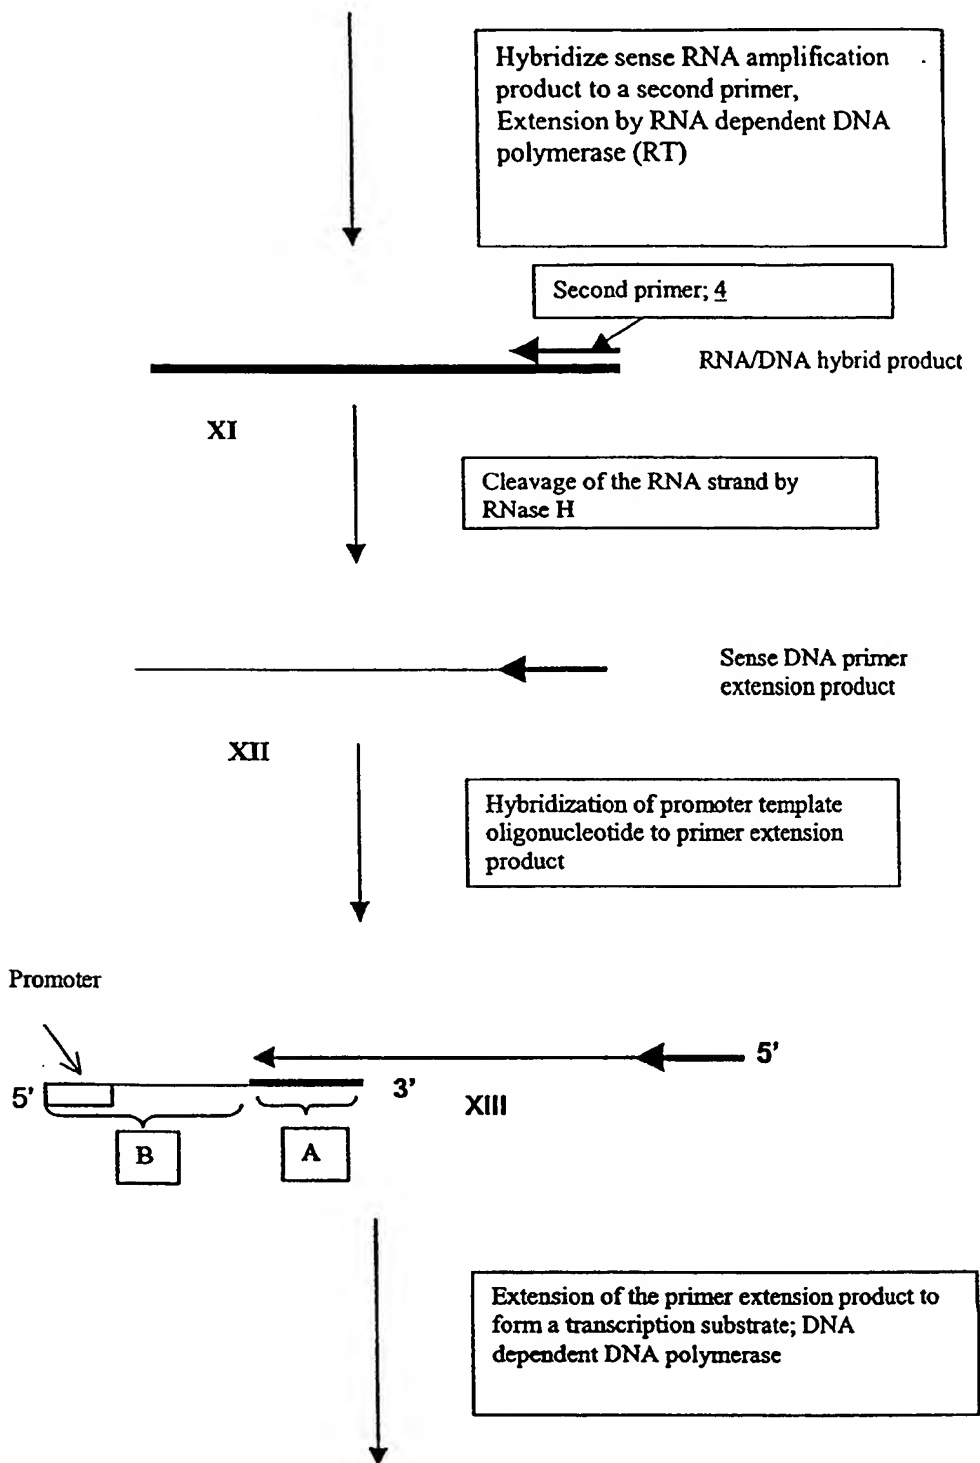 Hybridize sense RNA amplification
product to a second primer,
Extension by RNA dependent DNA
polymerase (RT)
Second primer; 4
RNA/DNA hybrid product
XI
Cleavage of the RNA strand by
RNase H
Sense DNA primer
extension product
XII
Hybridization of promoter template
oligonucleotide to primer extension
product
Promoter
5'
5'
3'
XIII
B
A
Extension of the primer extension product to
form a transcription substrate; DNA
dependent DNA polymerase